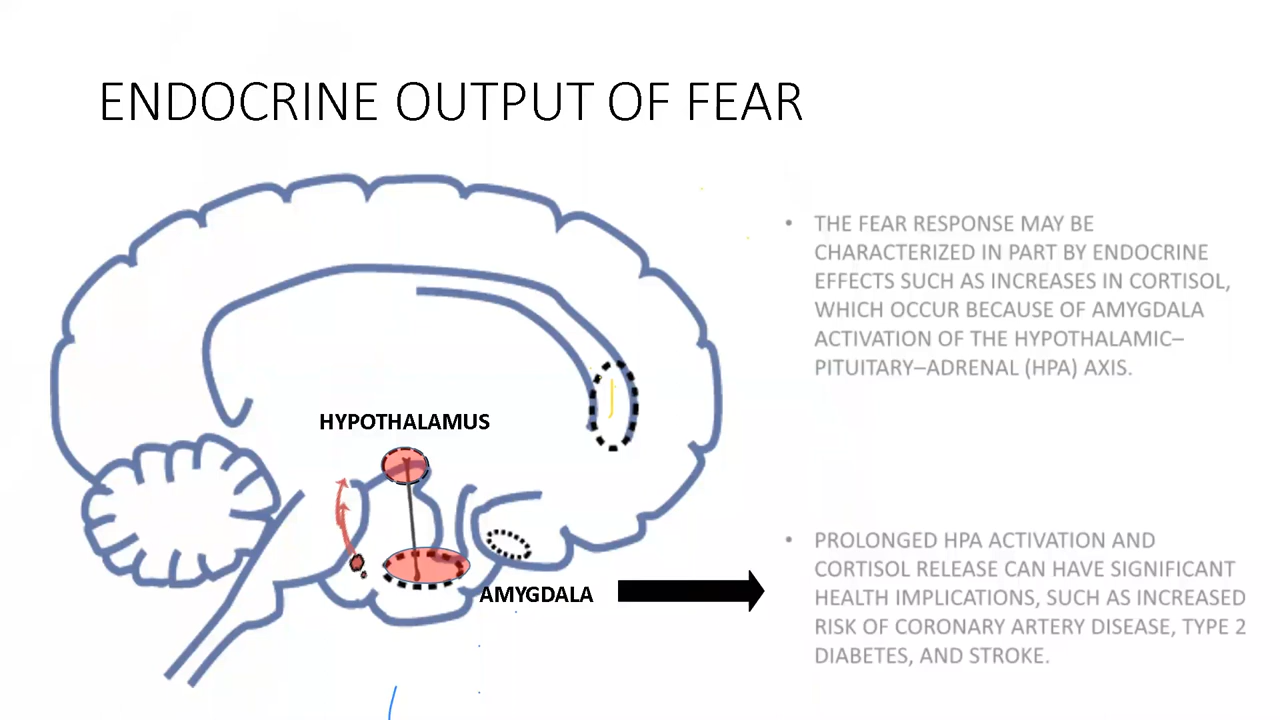 ENDOCRINE OUTPUT OF FEAR
• THE FEAR RESPONSE MAY BE
CHARACTERIZED IN PART BY ENDOCRINE
EFFECTS SUCH AS INCREASES IN CORTISOL,
WHICH OCCUR BECAUSE OF AMYGDALA
ACTIVATION OF THE HYPOTHALAMIC–
PITUITARY–ADRENAL (HPA) AXIS.
HYPOTHALAMUS
AMYGDALA
• PROLONGED HPA ACTIVATION AND
CORTISOL RELEASE CAN HAVE SIGNIFICANT
HEALTH IMPLICATIONS, SUCH AS INCREASED
RISK OF CORONARY ARTERY DISEASE, TYPE 2
DIABETES, AND STROKE.